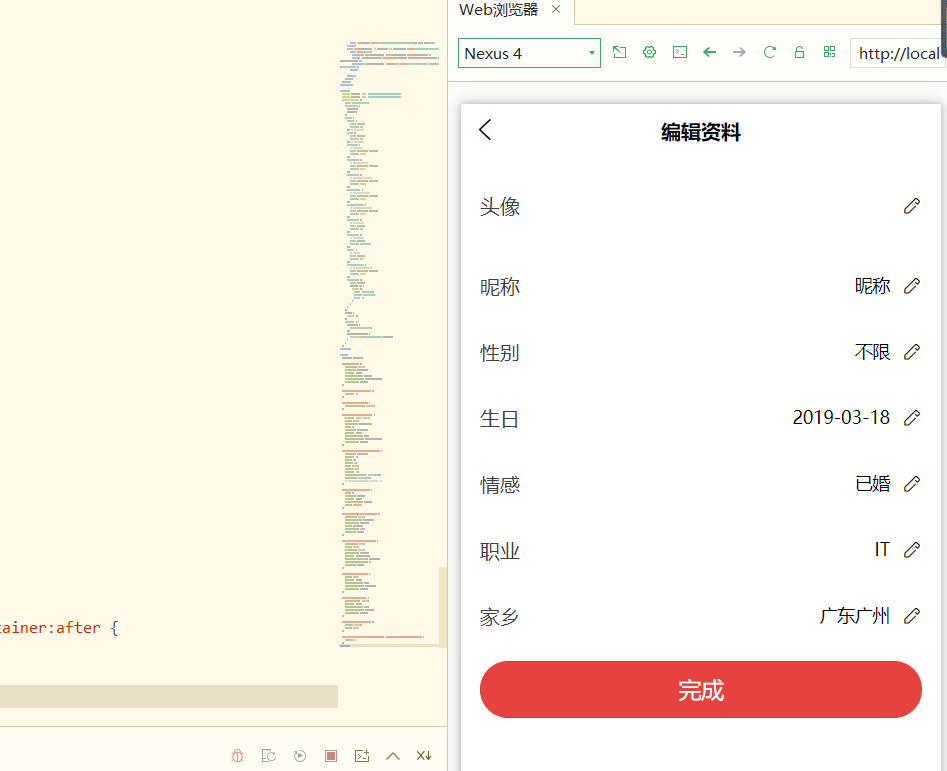 Web浏览器
Nexus 4
http://local
编辑资料
头像
昵称 昵称
性别 不限
生日 2019-03-18
情感 已婚
职业 IT
家乡 广东广州
完成
tainer:after {